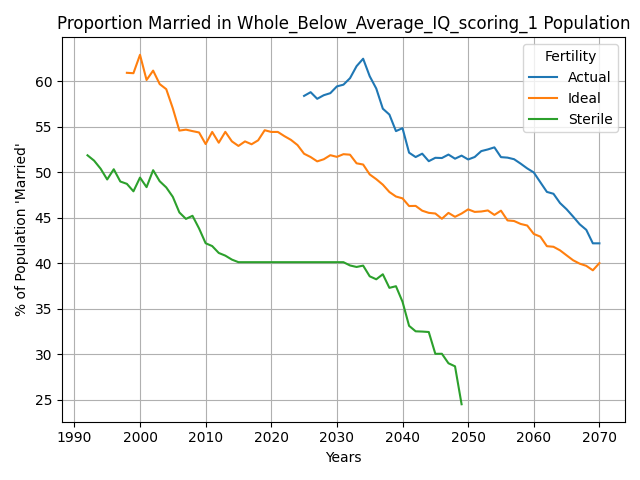 Proportion Married in Whole_Below_Average_IQ_scoring_1 Population
% of Population 'Married'
60
55
50
45
40
35
30
25
Fertility
Actual
Ideal
Sterile
1990 2000 2010 2020 2030 2040 2050 2060 2070
Years